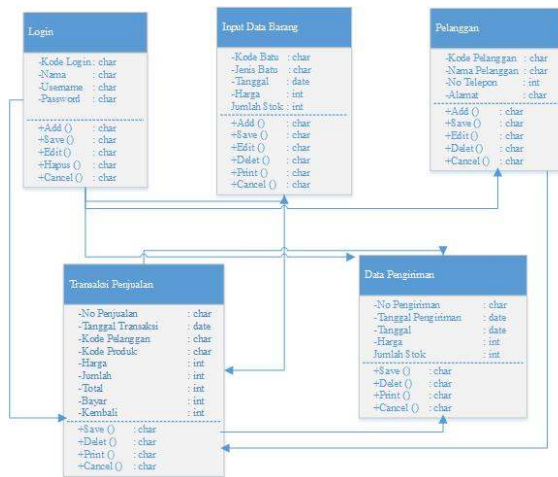 Login
-Kode Login : char
-Nama : char
-Username : char
-Password : char
+Add () : char
+Save () : char
+Edit () : char
+Hapus () : char
+Cancel () : char
Input Data Barang
-Kode Batu : char
-Jenis Batu : char
-Tanggal : date
-Harga : int
Jumlah Stok : int
+Add () : char
+Save () : char
+Edit () : char
+Delet () : char
+Print () : char
+Cancel () : char
Pelanggan
-Kode Pelanggan : char
-Nama Pelanggan : char
-No Telepon : int
-Alamat : char
+Add () : char
+Save () : char
+Edit () : char
+Delet () : char
+Cancel () : char
Transaksi Penjualan
-No Penjualan : char
-Tanggal Transaksi : date
-Kode Pelanggan : char
-Kode Produk : char
-Harga : int
-Jumlah : int
-Total : int
-Bayar : int
-Kembali : int
+Save () : char
+Delet () : char
+Print () : char
+Cancel () : char
Data Pengiriman
-No Pengiriman : char
-Tanggal Pengiriman : date
-Tanggal : date
-Harga : int
Jumlah Stok : int
+Save () : char
+Delet () : char
+Print () : char
+Cancel () : char